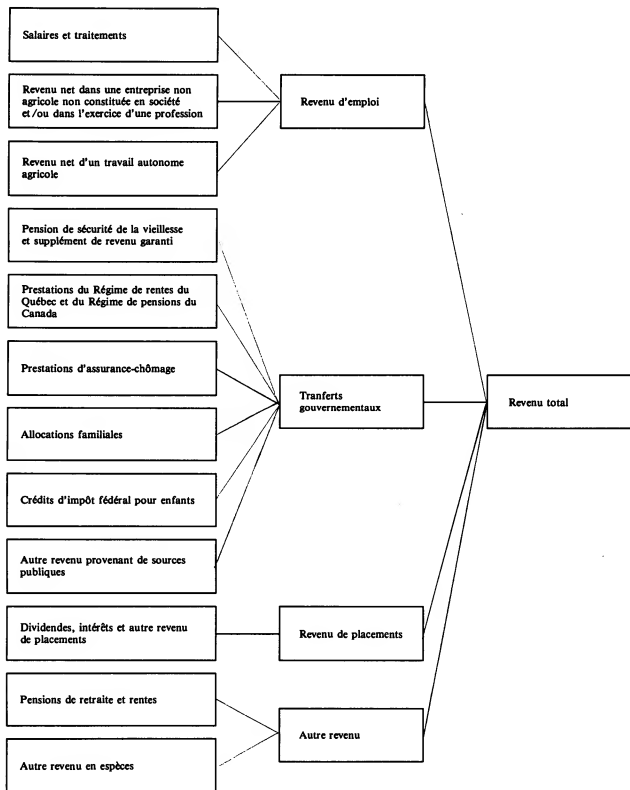 Salaires et traitements
Revenu net dans une entreprise non
agricole non constituée en société
et/ou dans l'exercice d'une profession
Revenu d'emploi
Revenu net d'un travail autonome
agricole
Pension de sécurité de la vieillesse
et supplément de revenu garanti
Prestations du Régime de rentes du
Québec et du Régime de pensions du
Canada
Prestations d'assurance-chômage
Tranferts
gouvernementaux
Revenu total
Allocations familiales
Crédits d'impôt fédéral pour enfants
Autre revenu provenant de sources
publiques
Dividendes, intérêts et autre revenu
de placements
Revenu de placements
Pensions de retraite et rentes
Autre revenu
Autre revenu en espèces